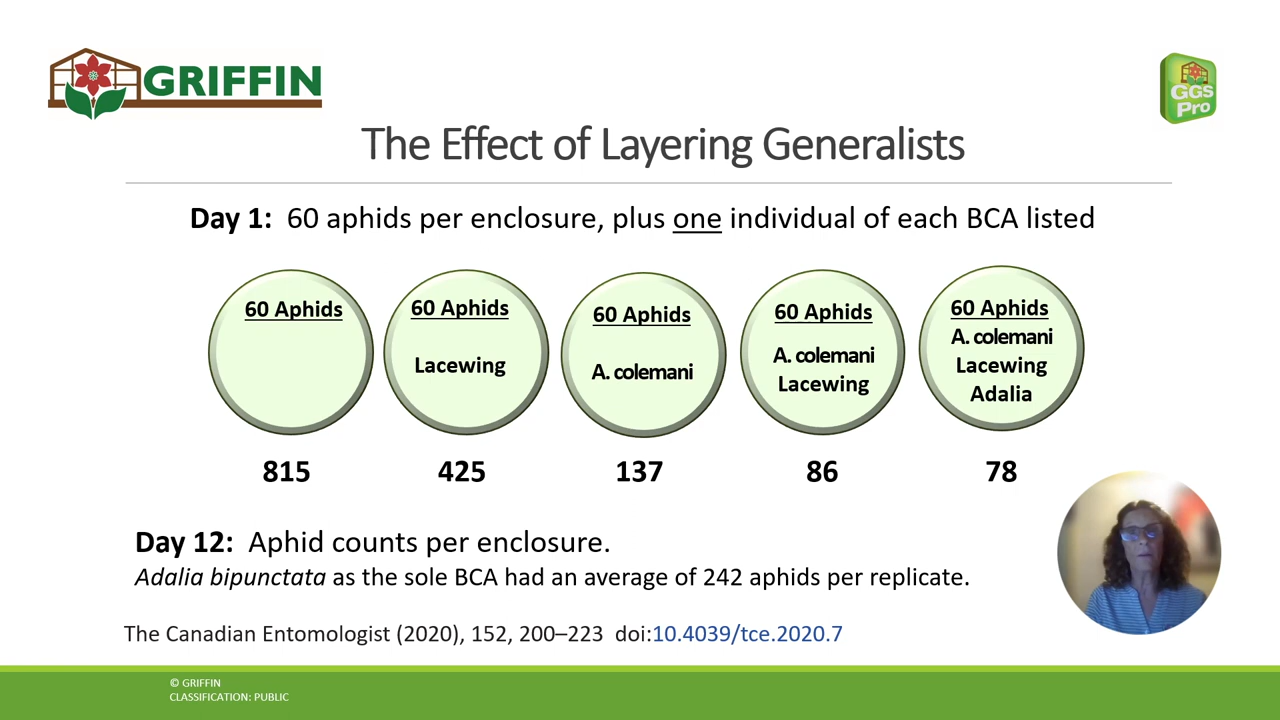 GRIFFIN
GGS
Pro
The Effect of Layering Generalists
Day 1: 60 aphids per enclosure, plus one individual of each BCA listed
60 Aphids
60 Aphids
Lacewing
60 Aphids
A. colemani
60 Aphids
A. colemani
Lacewing
60 Aphids
A. colemani
Lacewing
Adalia
815
425
137
86
78
Day 12: Aphid counts per enclosure.
Adalia bipunctata as the sole BCA had an average of 242 aphids per replicate.
The Canadian Entomologist (2020), 152, 200–223 doi:10.4039/tce.2020.7
© GRIFFIN
CLASSIFICATION: PUBLIC